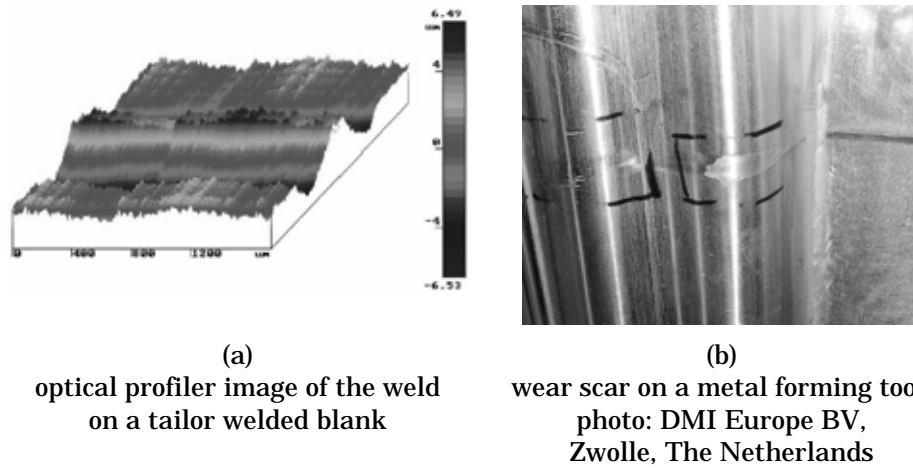 6.49
um
4
0
-4
-6.53
0 400 800 1200 um
(a)
optical profiler image of the weld
on a tailor welded blank
(b)
wear scar on a metal forming too
photo: DMI Europe BV,
Zwolle, The Netherlands